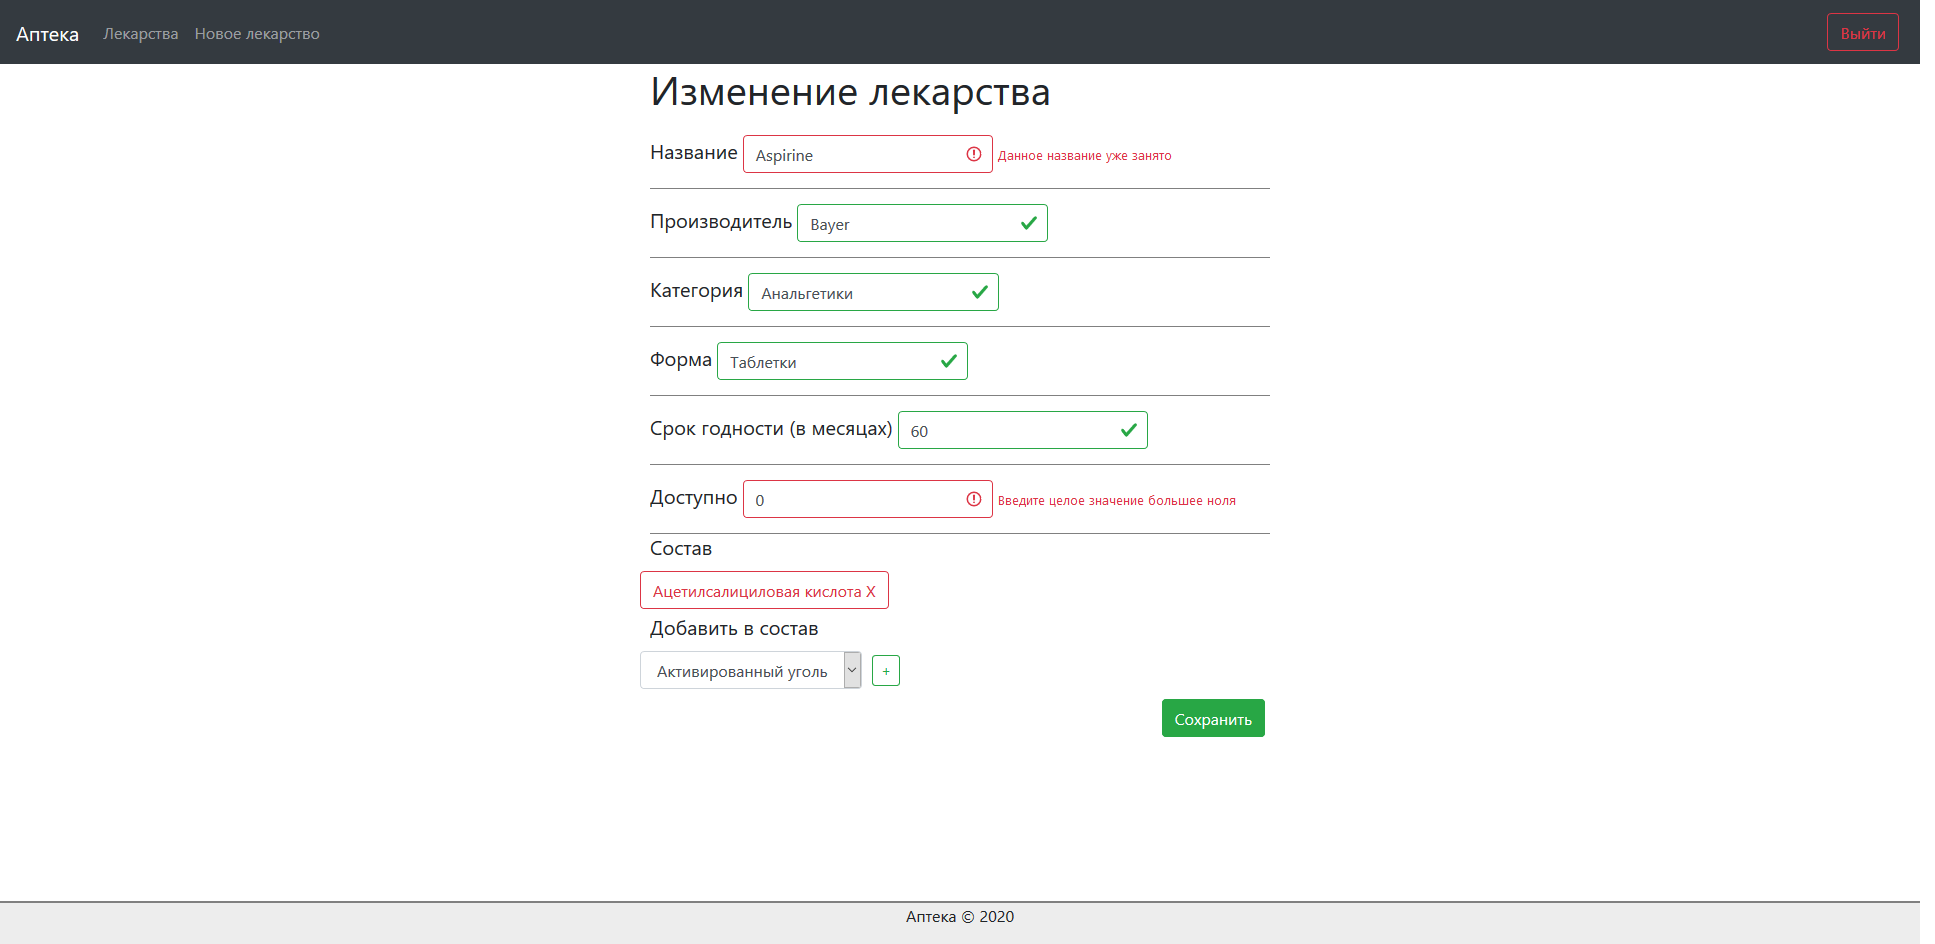 Аптека Лекарства Новое лекарство Выйти
Изменение лекарства
Название Aspirine Данное название уже занято
Производитель Bayer
Категория Анальгетики
Форма Таблетки
Срок годности (в месяцах) 60
Доступно 0 Введите целое значение большее ноля
Состав
Ацетилсалициловая кислота X
Добавить в состав
Активированный уголь +
Сохранить
Аптека © 2020